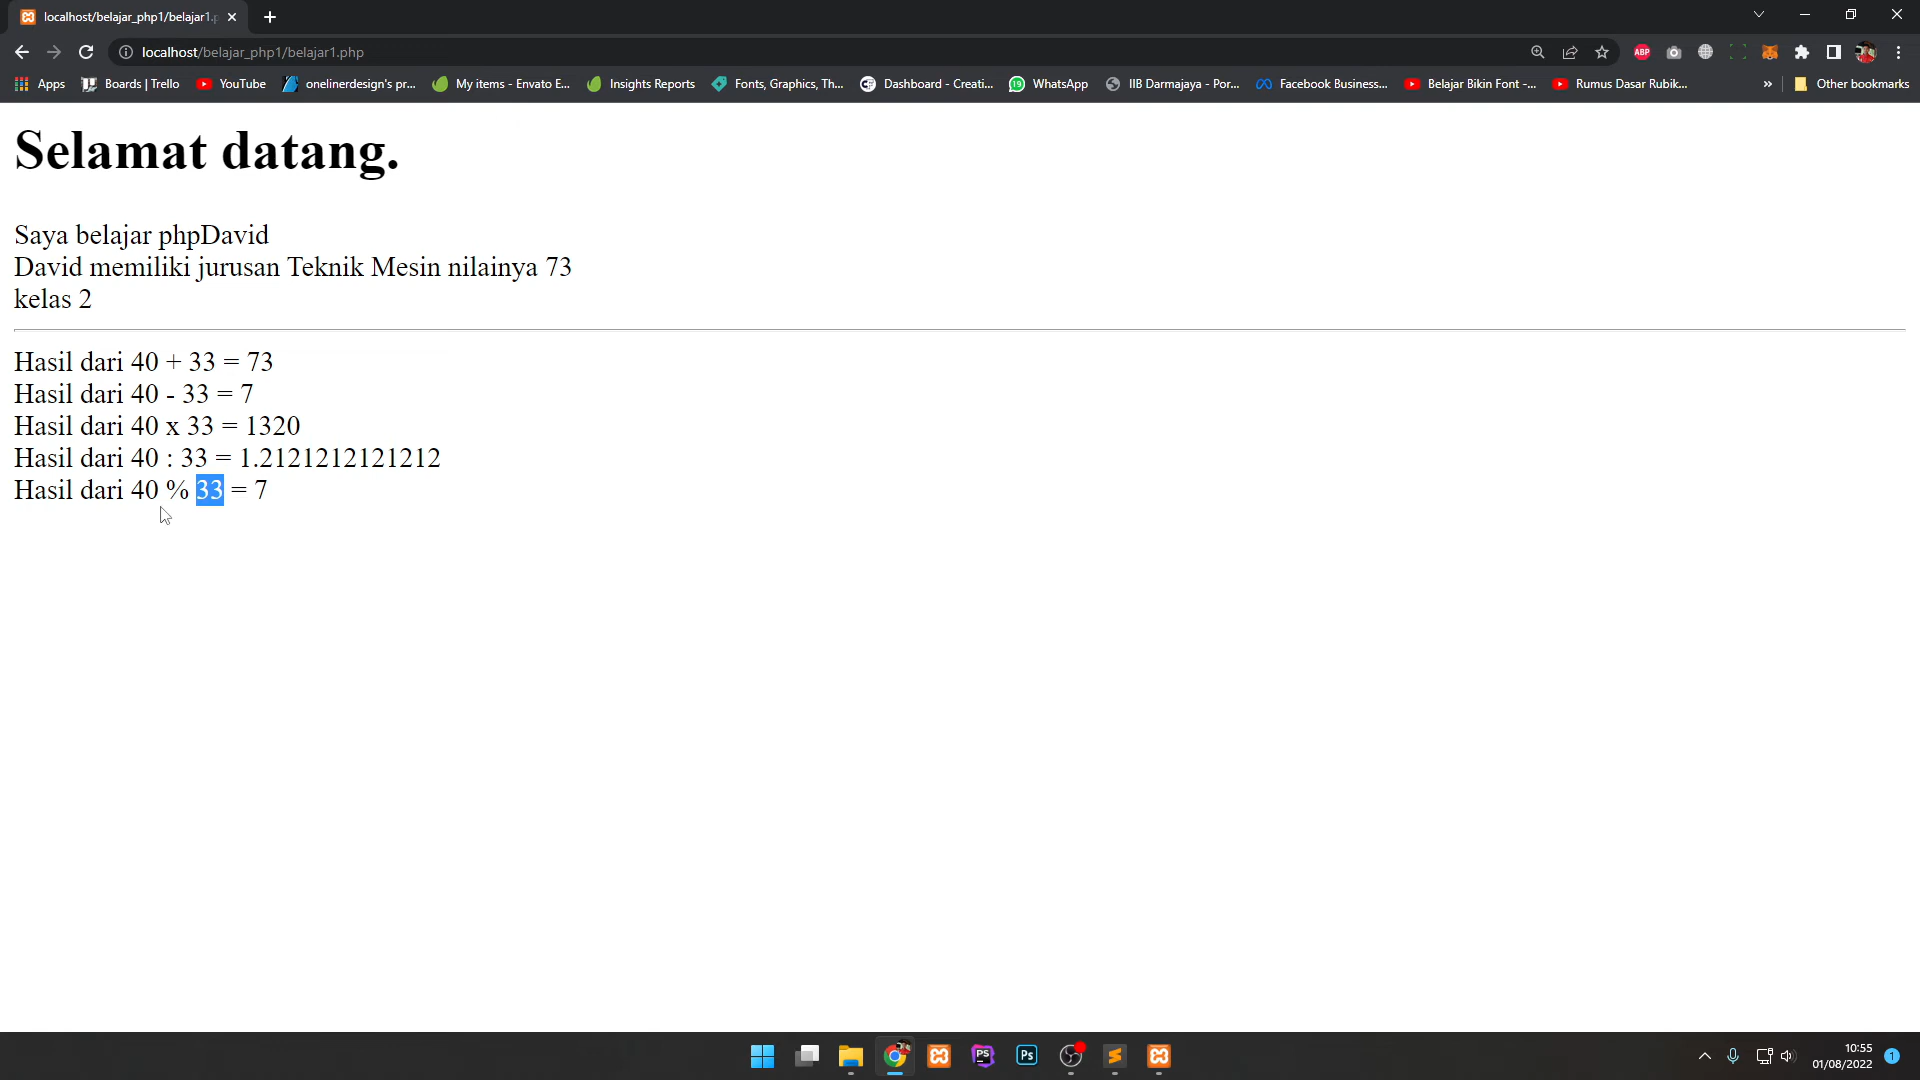 localhost/belajar_php1/belajar1.p
localhost/belajar_php1/belajar1.php
ABP
Apps
Boards | Trello
YouTube
onelinerdesign's pr...
My items - Envato E...
Insights Reports
Fonts, Graphics, Th...
Dashboard - Creati...
WhatsApp
IIB Darmajaya - Por...
Facebook Business...
Belajar Bikin Font -...
Rumus Dasar Rubik...
»
Other bookmarks
Selamat datang.
Saya belajar phpDavid
David memiliki jurusan Teknik Mesin nilainya 73
kelas 2
Hasil dari 40 + 33 = 73
Hasil dari 40 - 33 = 7
Hasil dari 40 x 33 = 1320
Hasil dari 40 : 33 = 1.2121212121212
Hasil dari 40 % 33 = 7
PS
Ps
10:55
01/08/2022
1